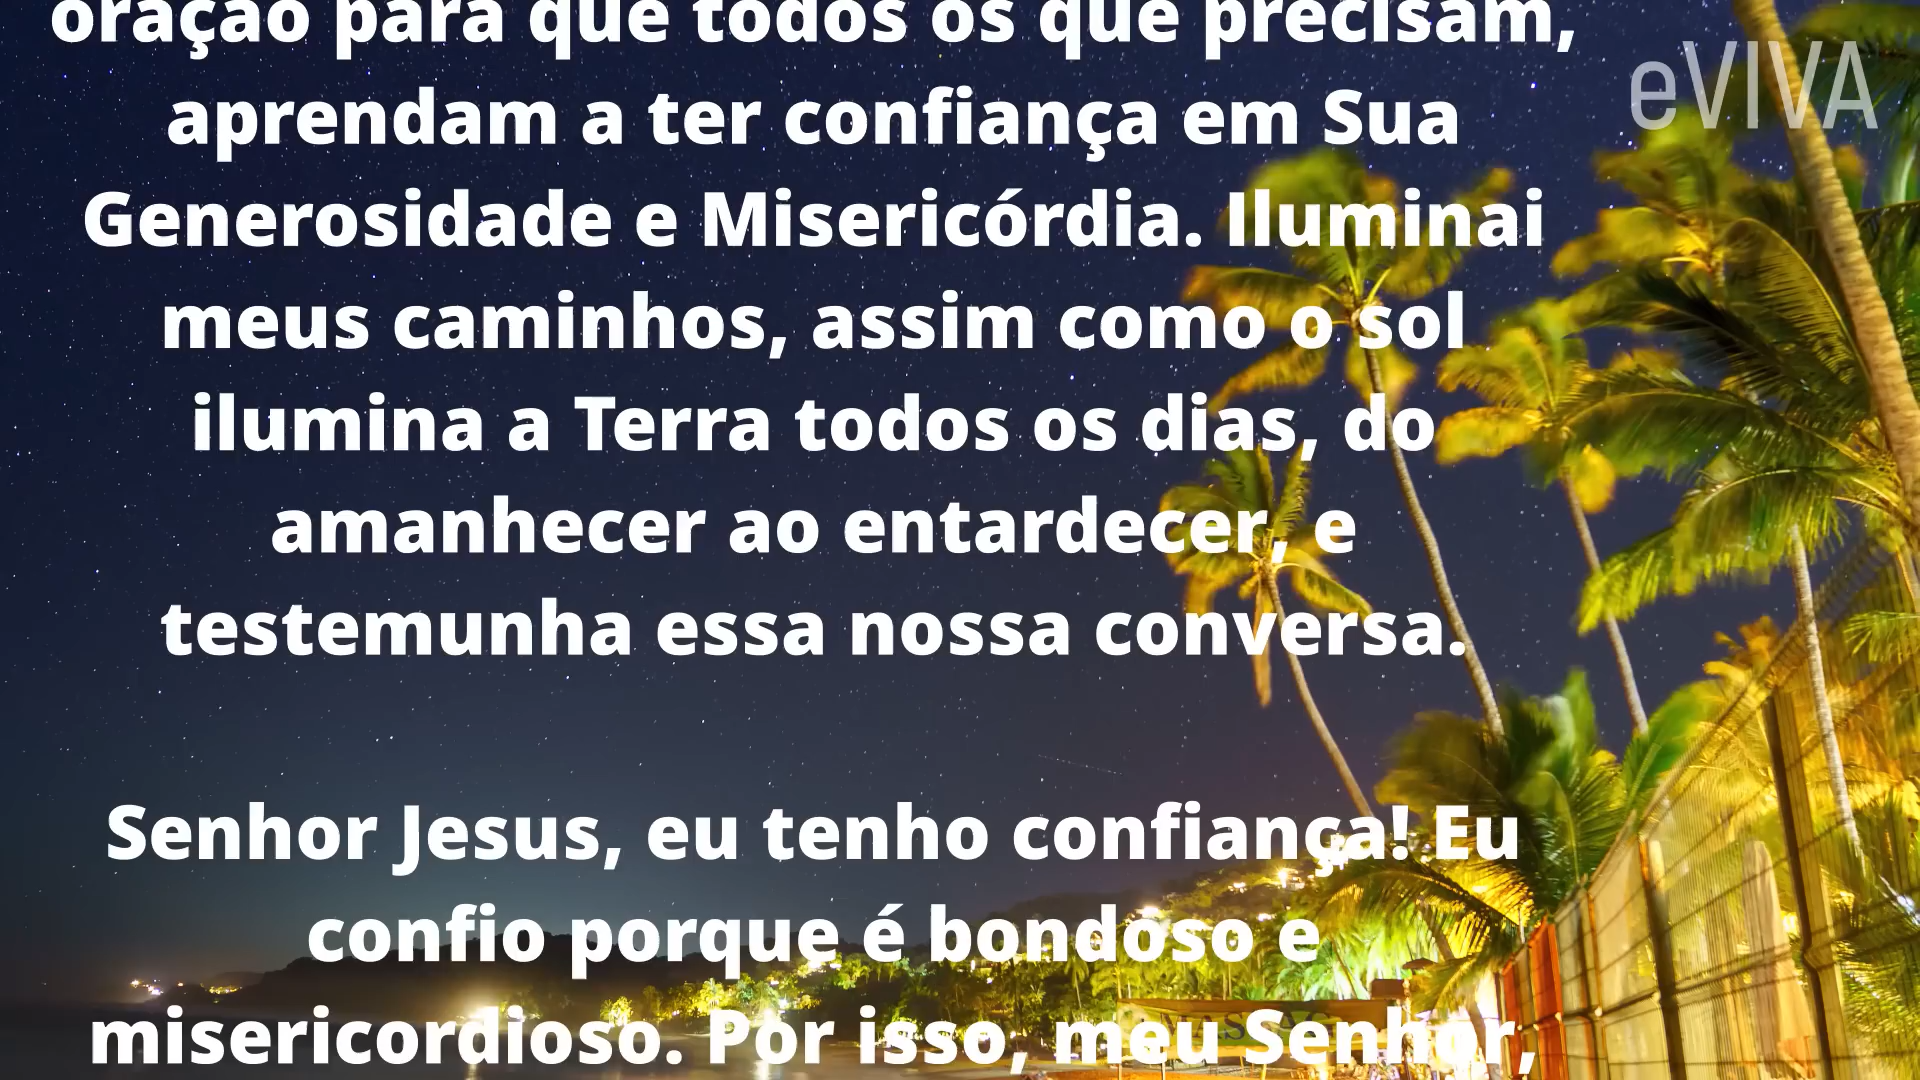 oração para que todos os que precisam,
eVIVA
aprendam a ter confiança em Sua
Generosidade e Misericórdia. Iluminai
meus caminhos, assim como o sol
ilumina a Terra todos os dias, do
amanhecer ao entardecer, e
testemunha essa nossa conversa.
Senhor Jesus, eu tenho confiança! Eu
confio porque é bondoso e
misericordioso. Por isso, meu Senhor,